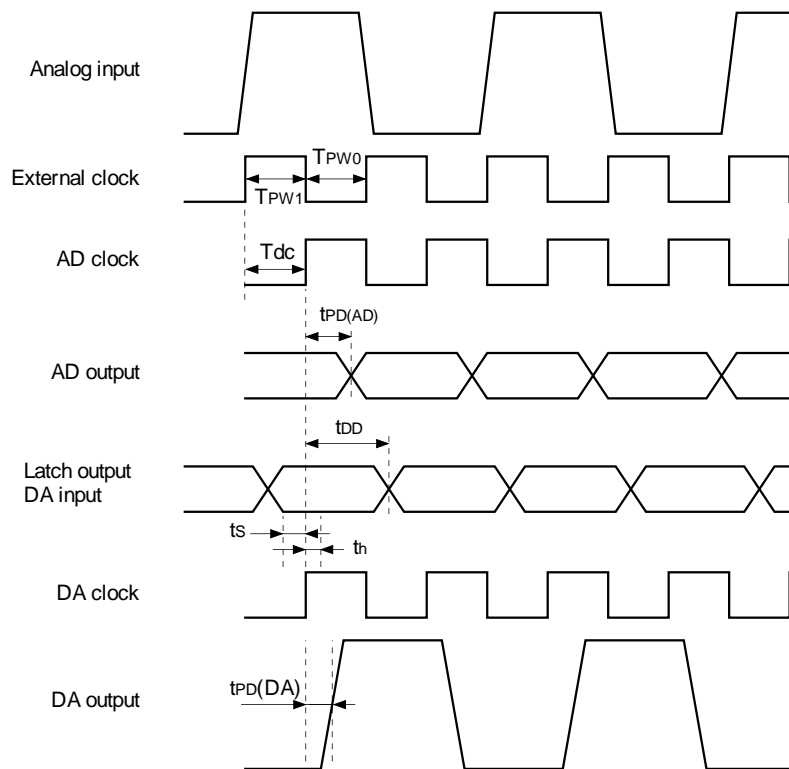 Analog input
External clock
TPW1
TPW0
AD clock
Tdc
tPD(AD)
AD output
tDD
Latch output
DA input
ts
th
DA clock
tPD(DA)
DA output